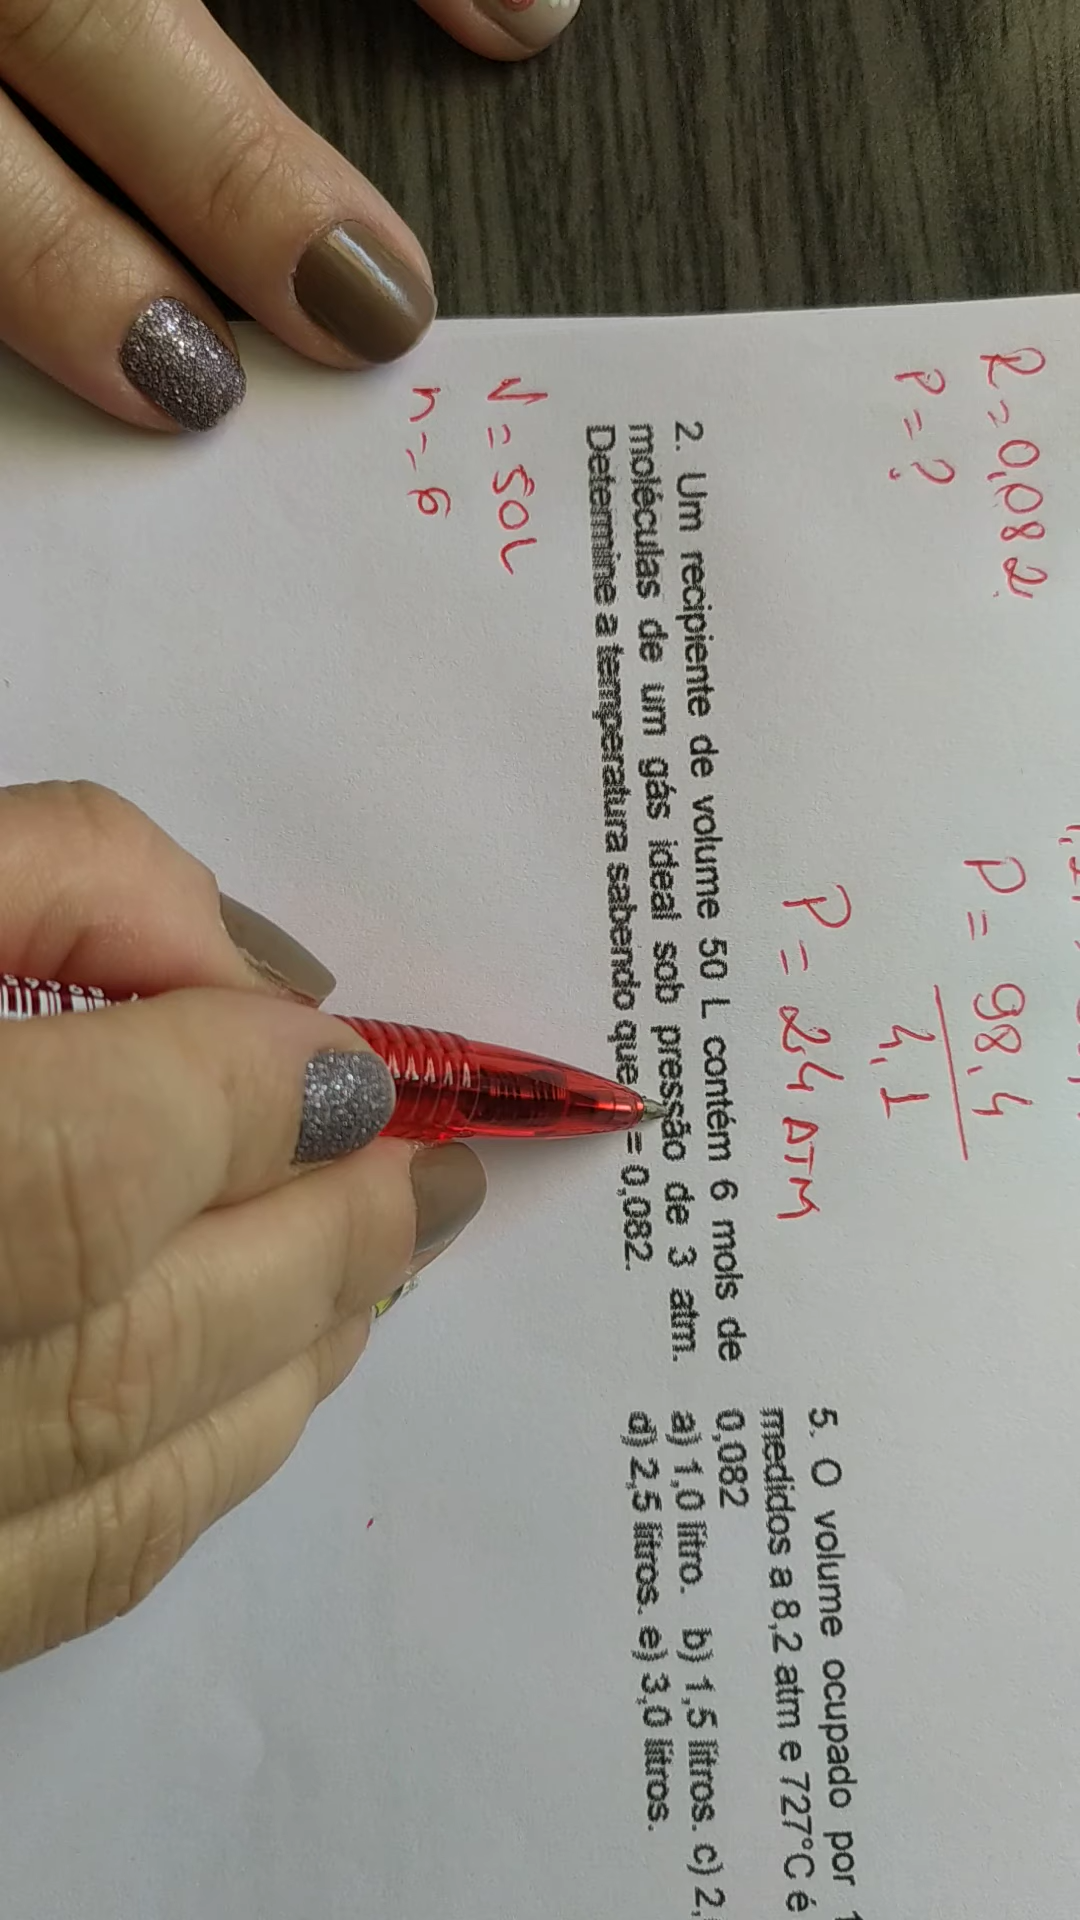 R = 0,082
P = ?
P = 98,4
4,1
P = 24 ATM
2. Um recipiente de volume 50 L contém 6 mols de
moléculas de um gás ideal sob pressão de 3 atm.
Determine a temperatura sabendo que = 0,082.
V = 50L
n = 6
5. O volume ocupado por 1
medidos a 8,2 atm e 727°C é
0,082
a) 1,0 litro. b) 1,5 litros. c) 2,
d) 2,5 litros. e) 3,0 litros.